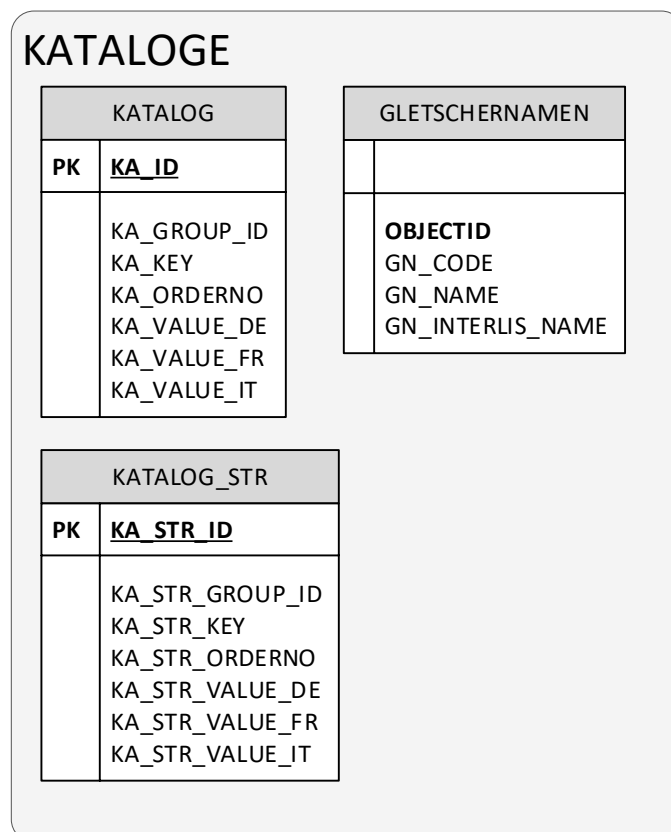 KATALOGE
KATALOG
PK KA_ID
KA_GROUP_ID
KA_KEY
KA_ORDERNO
KA_VALUE_DE
KA_VALUE_FR
KA_VALUE_IT
GLETSCHERNAMEN
OBJECTID
GN_CODE
GN_NAME
GN_INTERLIS_NAME
KATALOG_STR
PK KA_STR_ID
KA_STR_GROUP_ID
KA_STR_KEY
KA_STR_ORDERNO
KA_STR_VALUE_DE
KA_STR_VALUE_FR
KA_STR_VALUE_IT